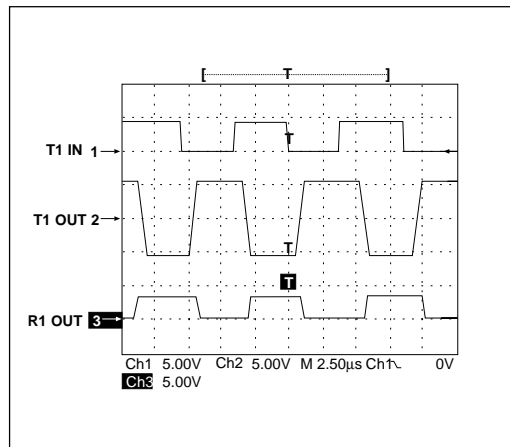 [ T ]
T
T1 IN 1
T1 OUT 2
T
T
R1 OUT 3
Ch1 5.00V Ch2 5.00V M 2.50µs Ch1 0V
Ch3 5.00V